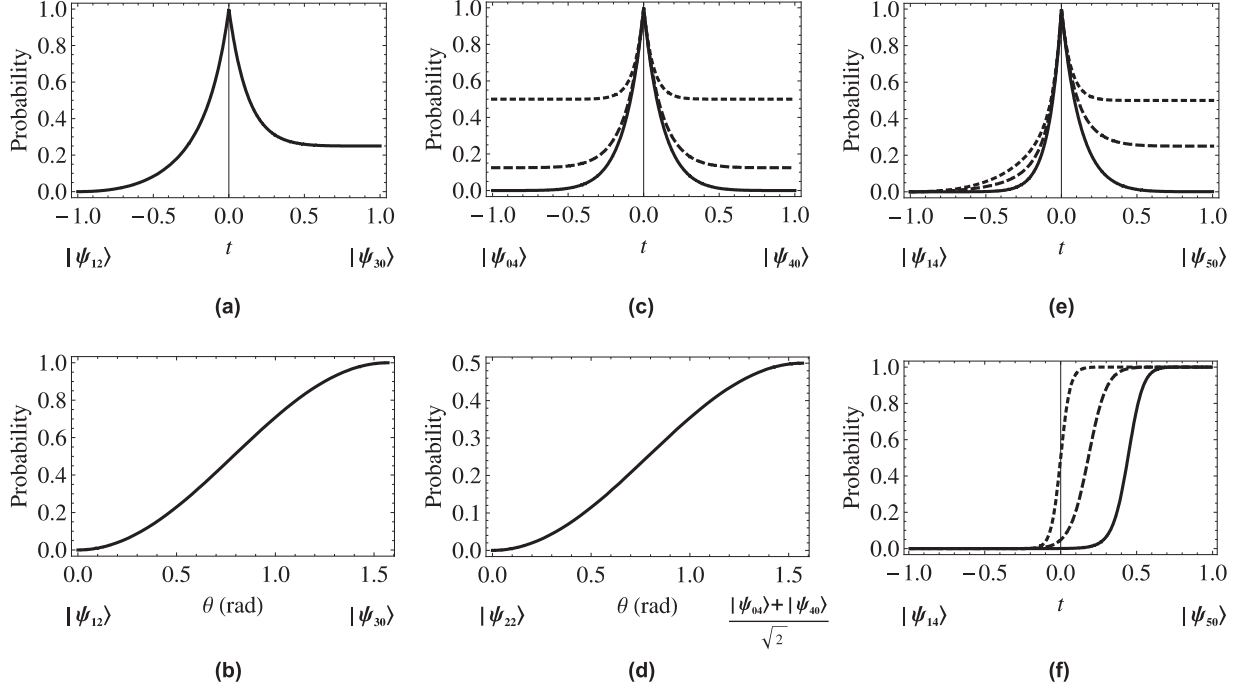 Probability
1.0
0.8
0.6
0.4
0.2
0.0
−1.0 −0.5 0.0 0.5 1.0
t
|ψ12⟩ |ψ30⟩
(a)
Probability
1.0
0.8
0.6
0.4
0.2
0.0
−1.0 −0.5 0.0 0.5 1.0
t
|ψ04⟩ |ψ40⟩
(c)
Probability
1.0
0.8
0.6
0.4
0.2
0.0
−1.0 −0.5 0.0 0.5 1.0
t
|ψ14⟩ |ψ50⟩
(e)
Probability
1.0
0.8
0.6
0.4
0.2
0.0
0.0 0.5 1.0 1.5
θ (rad)
|ψ12⟩ |ψ30⟩
(b)
Probability
0.5
0.4
0.3
0.2
0.1
0.0
0.0 0.5 1.0 1.5
θ (rad)
|ψ22⟩ |ψ04⟩+|ψ40⟩
√2
(d)
Probability
1.0
0.8
0.6
0.4
0.2
0.0
−1.0 −0.5 0.0 0.5 1.0
t
|ψ14⟩ |ψ50⟩
(f)